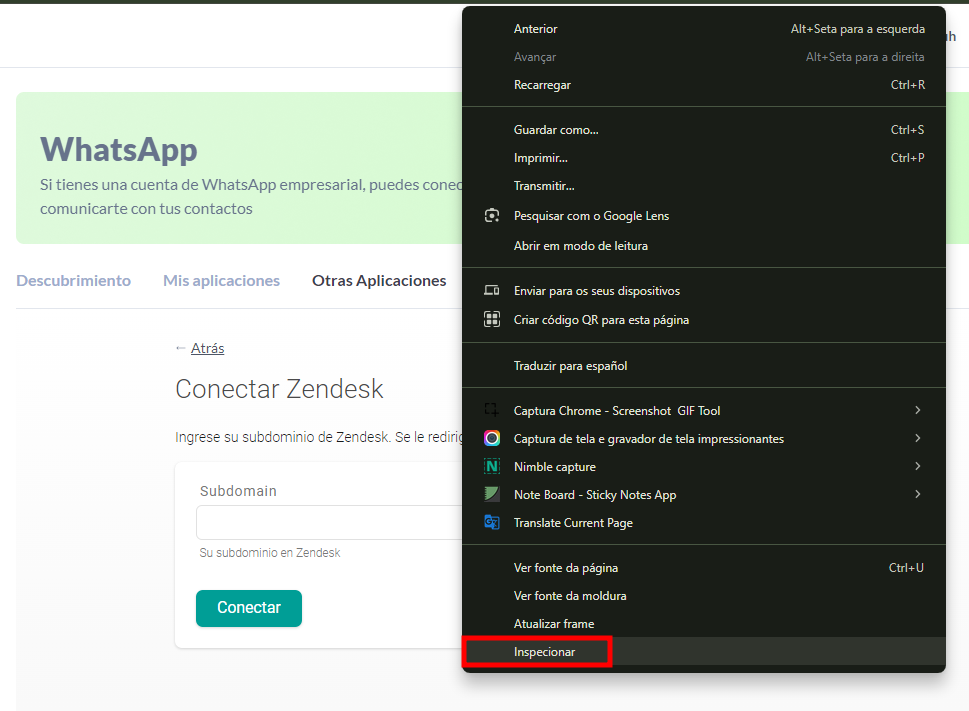 WhatsApp
Si tienes una cuenta de WhatsApp empresarial, puedes
comunicarte con tus contactos
Descubrimiento Mis aplicaciones Otras Aplicaciones
← Atrás
Conectar Zendesk
Ingrese su subdominio de Zendesk. Se le
Subdomain
Su subdominio en Zendesk
Conectar
Anterior Alt+Seta para a esquerda
Avançar Alt+Seta para a direita
Recarregar Ctrl+R
Guardar como... Ctrl+S
Imprimir... Ctrl+P
Transmitir...
Pesquisar com o Google Lens
Abrir em modo de leitura
Enviar para os seus dispositivos
Criar código QR para esta página
Traduzir para español
Captura Chrome - Screenshot GIF Tool
Captura de tela e gravador de tela impressionantes
Nimble capture
Note Board - Sticky Notes App
Translate Current Page
Ver fonte da página Ctrl+U
Ver fonte da moldura
Atualizar frame
Inspecionar